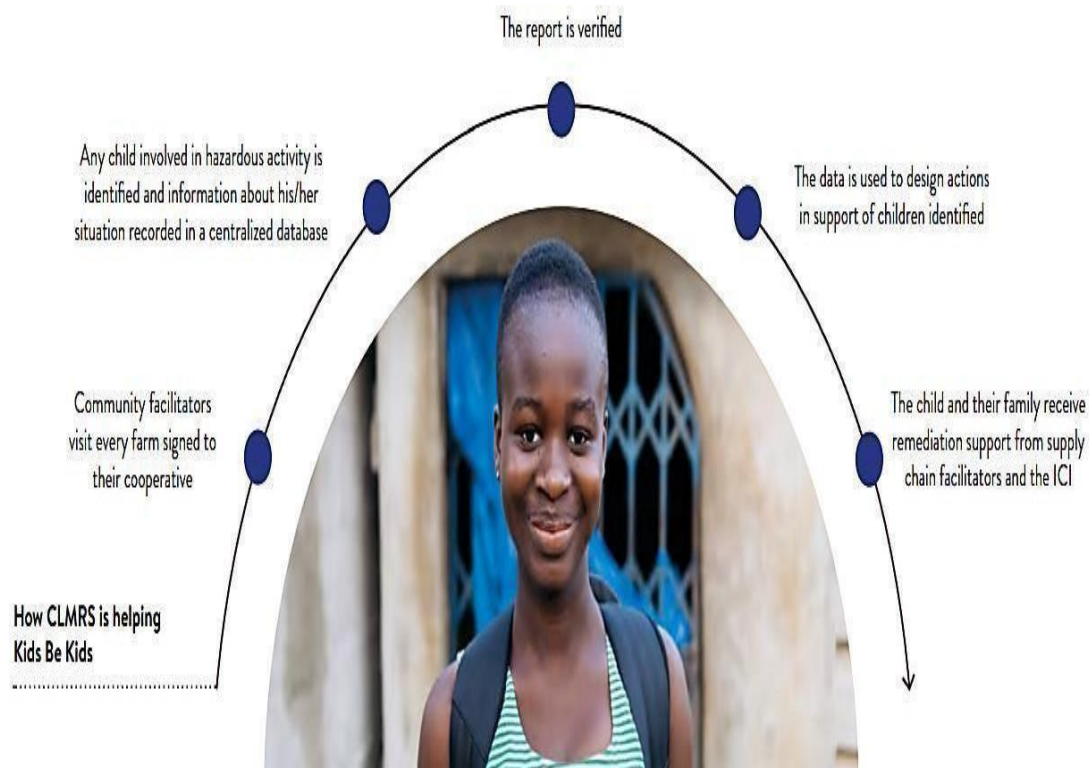 How CLMRS is helping
Kids Be Kids
Community facilitators
visit every farm signed to
their cooperative
Any child involved in hazardous activity is
identified and information about his/her
situation recorded in a centralized database
The report is verified
The data is used to design actions
in support of children identified
The child and their family receive
remediation support from supply
chain facilitators and the ICI